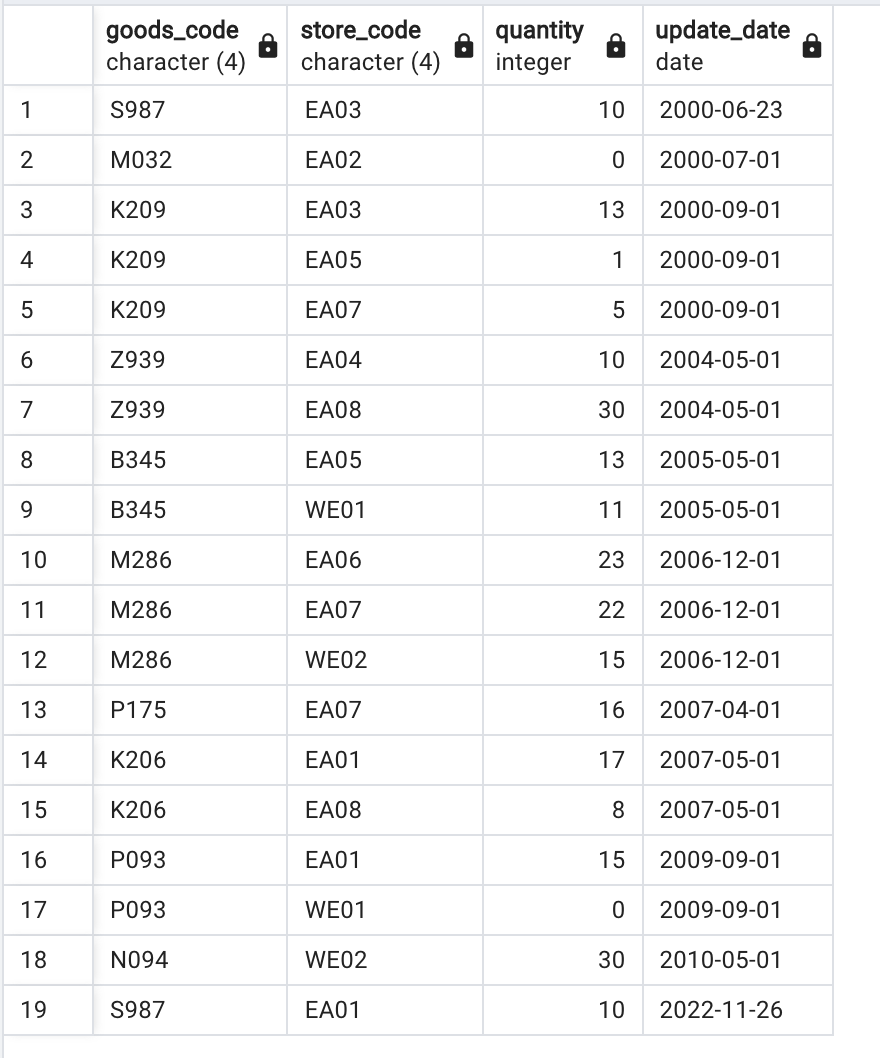 goods_code store_code quantity update_date
character (4) character (4) integer date
1 S987 EA03 10 2000-06-23
2 M032 EA02 0 2000-07-01
3 K209 EA03 13 2000-09-01
4 K209 EA05 1 2000-09-01
5 K209 EA07 5 2000-09-01
6 Z939 EA04 10 2004-05-01
7 Z939 EA08 30 2004-05-01
8 B345 EA05 13 2005-05-01
9 B345 WE01 11 2005-05-01
10 M286 EA06 23 2006-12-01
11 M286 EA07 22 2006-12-01
12 M286 WE02 15 2006-12-01
13 P175 EA07 16 2007-04-01
14 K206 EA01 17 2007-05-01
15 K206 EA08 8 2007-05-01
16 P093 EA01 15 2009-09-01
17 P093 WE01 0 2009-09-01
18 N094 WE02 30 2010-05-01
19 S987 EA01 10 2022-11-26